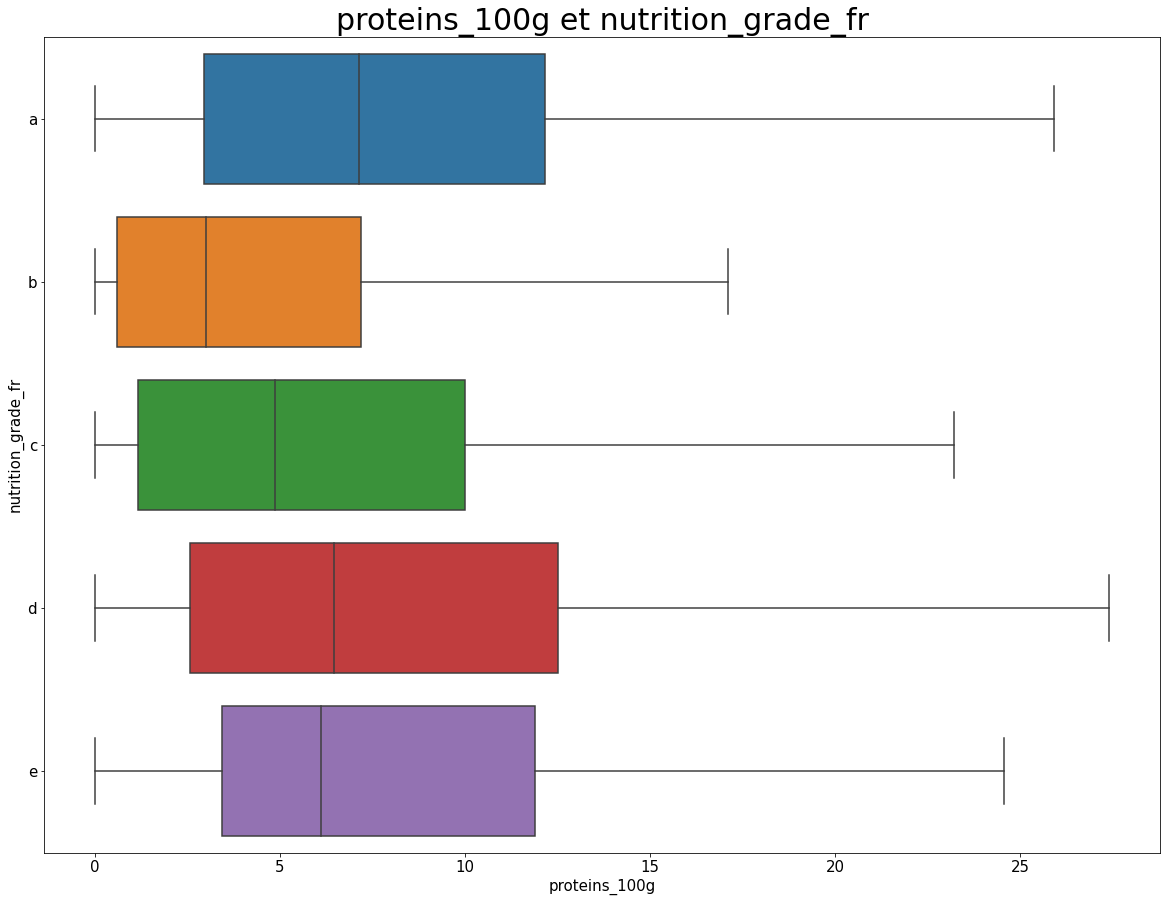 proteins_100g et nutrition_grade_fr
nutrition_grade_fr
a
b
c
d
e
0 5 10 15 20 25
proteins_100g